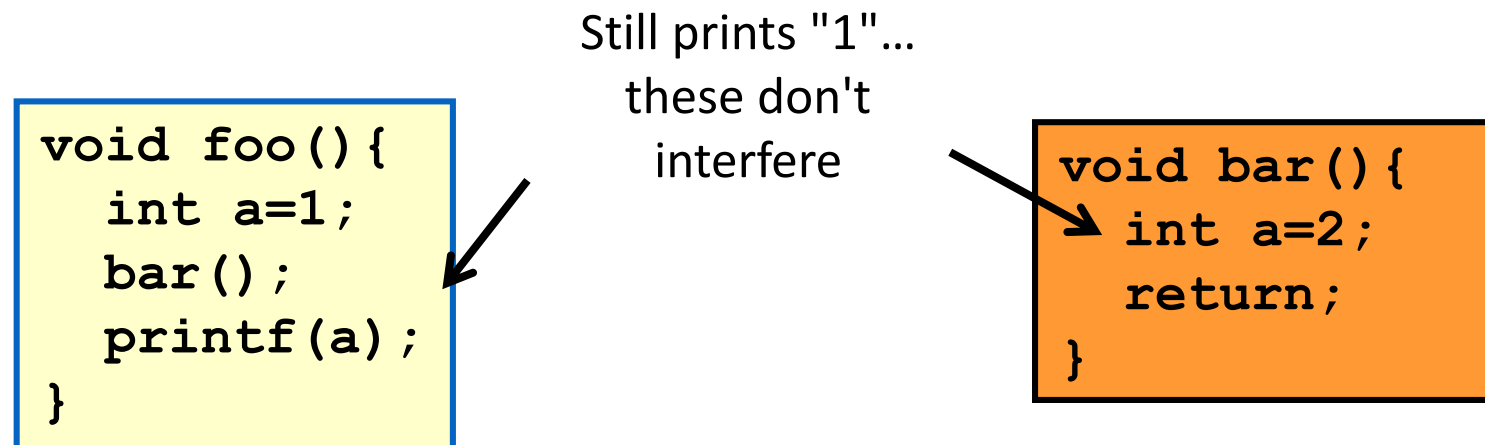 Still prints "1"…
these don't
interfere
void foo(){
int a=1;
bar();
printf(a);
}
void bar(){
int a=2;
return;
}